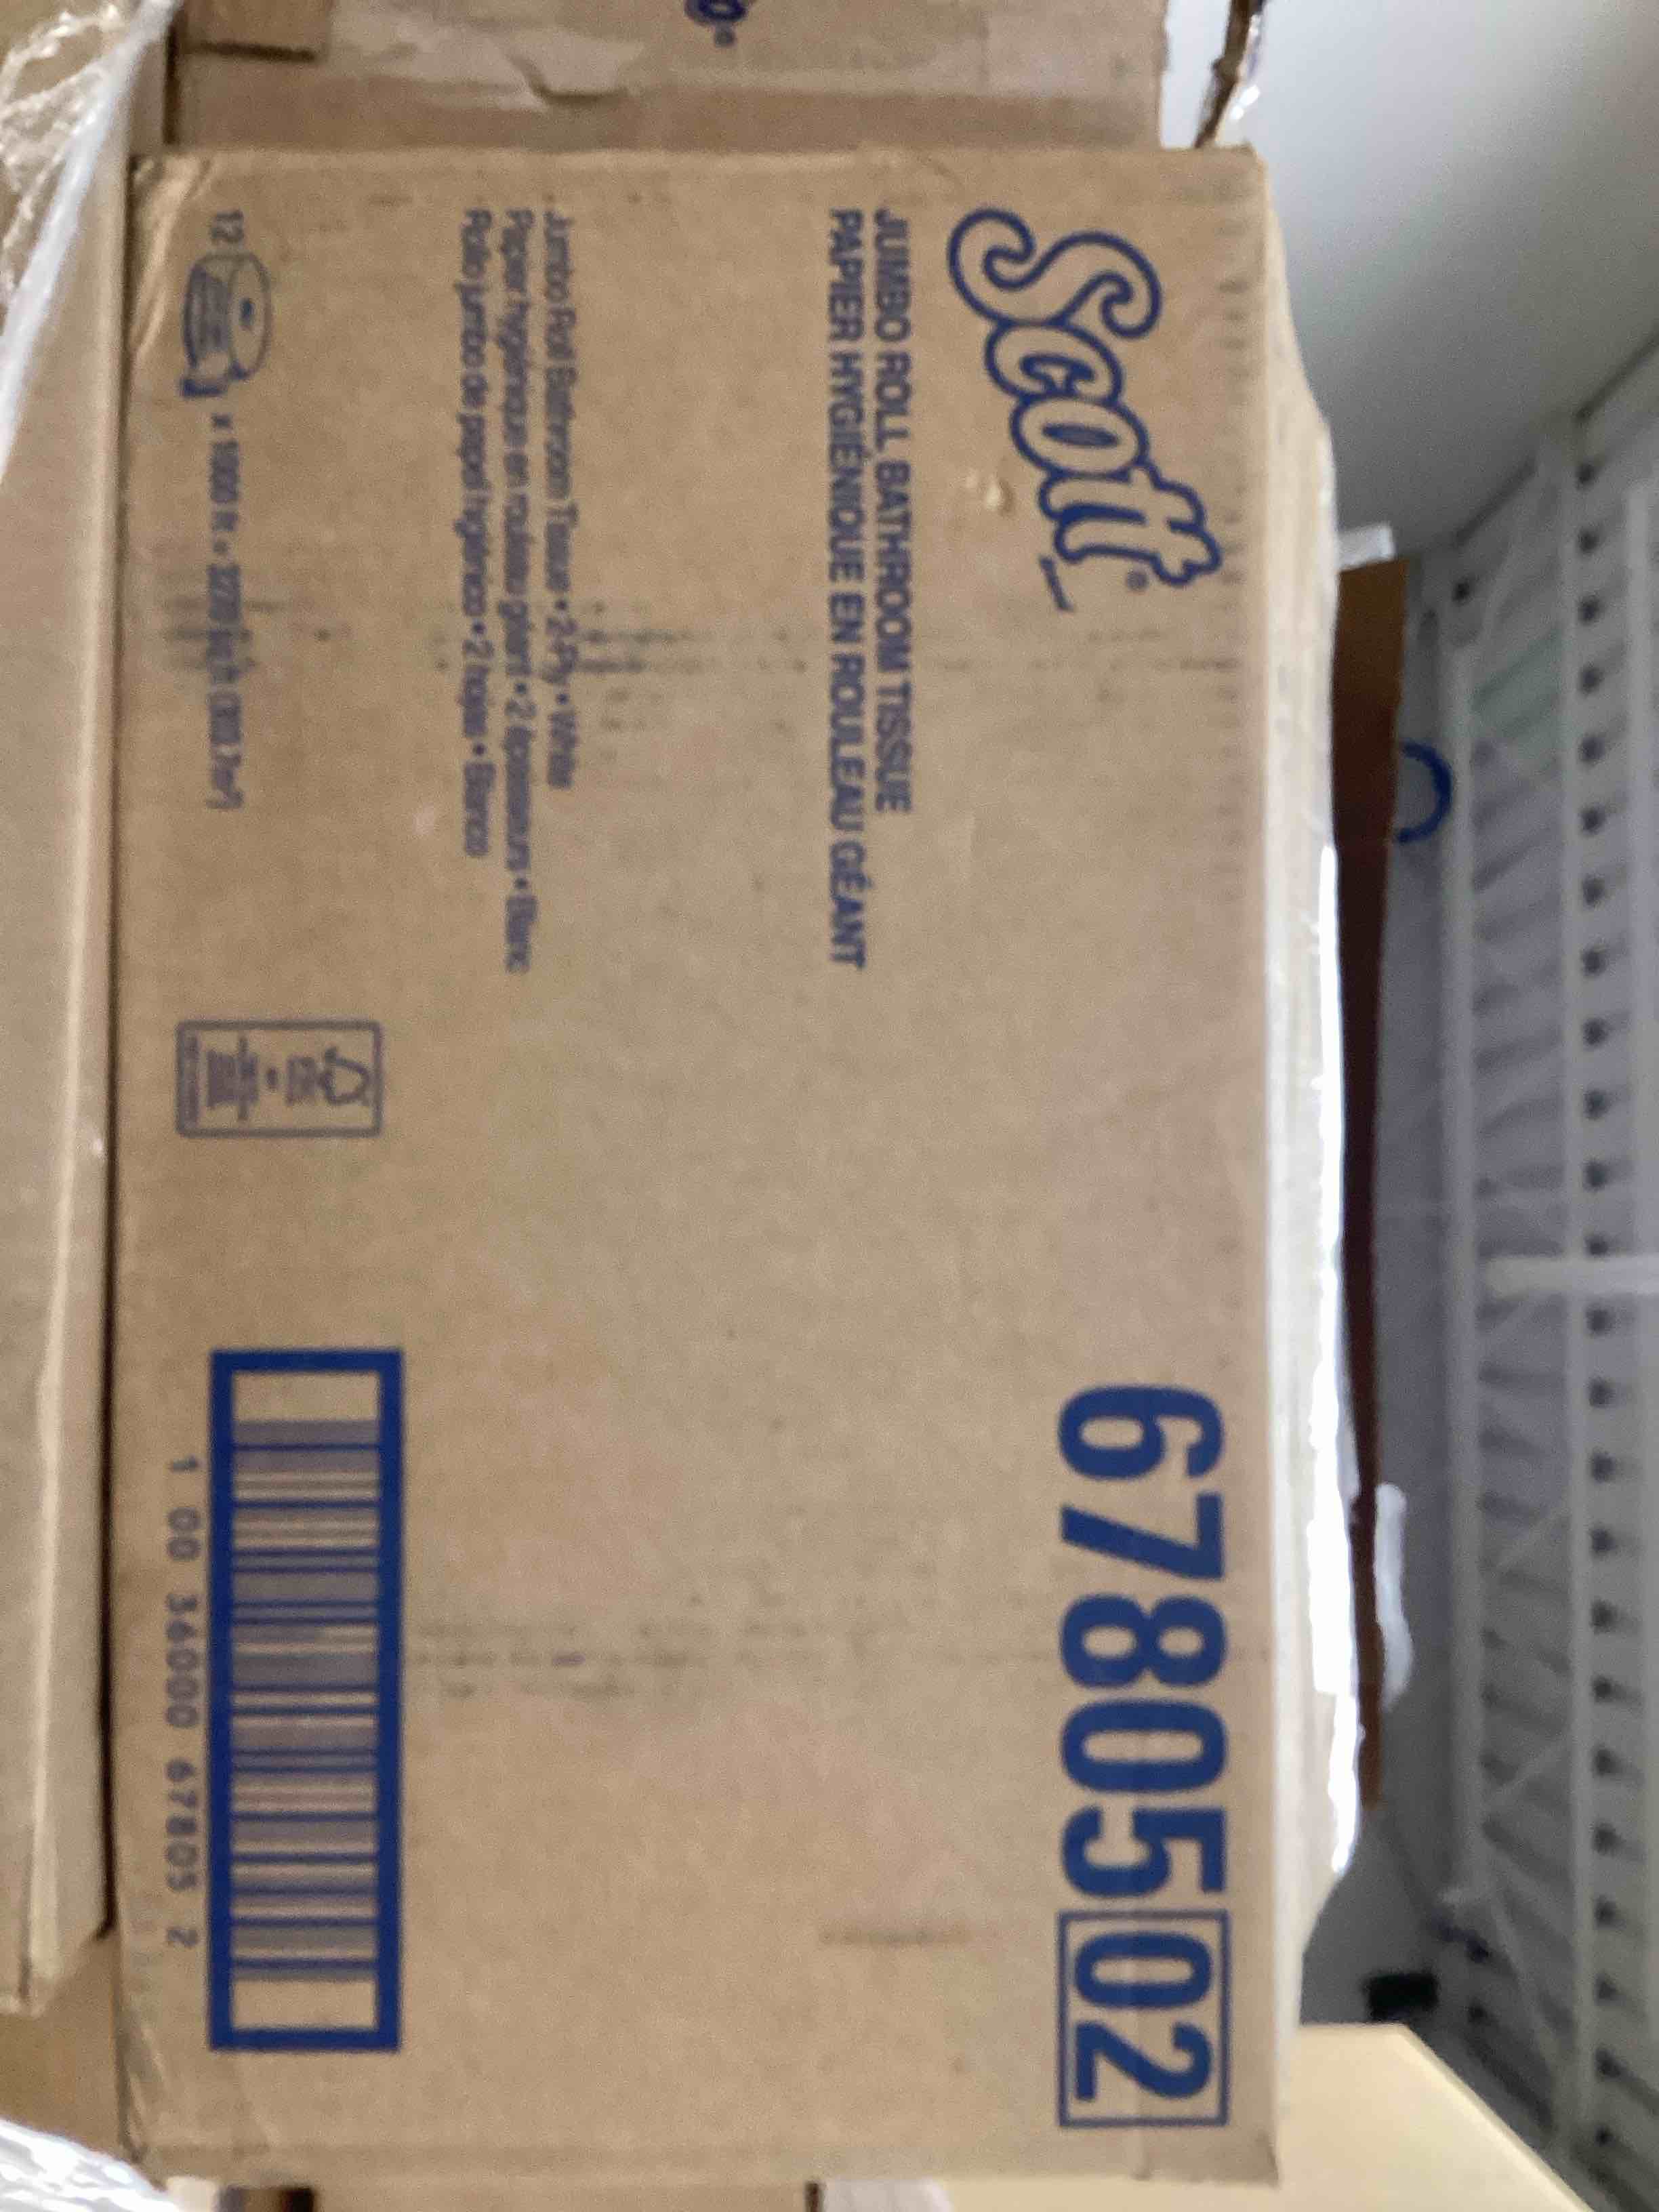 Scott®
67805 02
JUMBO ROLL BATHROOM TISSUE
PAPIER HYGIÉNIQUE EN ROULEAU GÉANT
Jumbo Roll Bathroom Tissue • 2-Ply • White
Papier hygiénique en rouleau géant • 2 épaisseurs • Blanc
Rollo jumbo de papel higiénico • 2 hojas • Blanco
12 x 1000 ft •
1 00 36000 67805 2